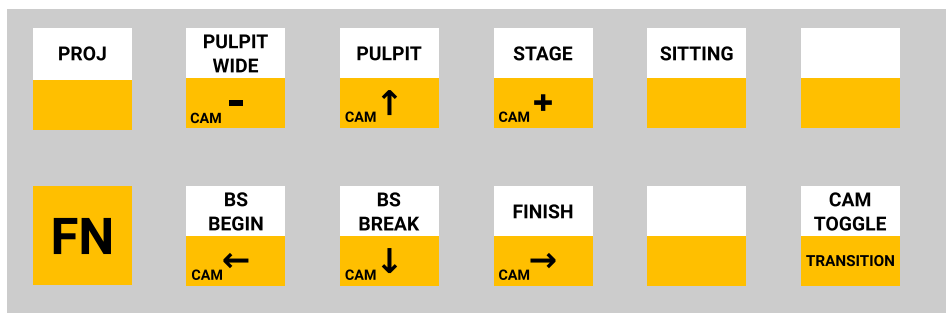 PROJ
PULPIT
WIDE
CAM -
PULPIT
CAM ↑
STAGE
CAM +
SITTING
FN
BS
BEGIN
CAM ←
BS
BREAK
CAM ↓
FINISH
CAM →
CAM
TOGGLE
TRANSITION